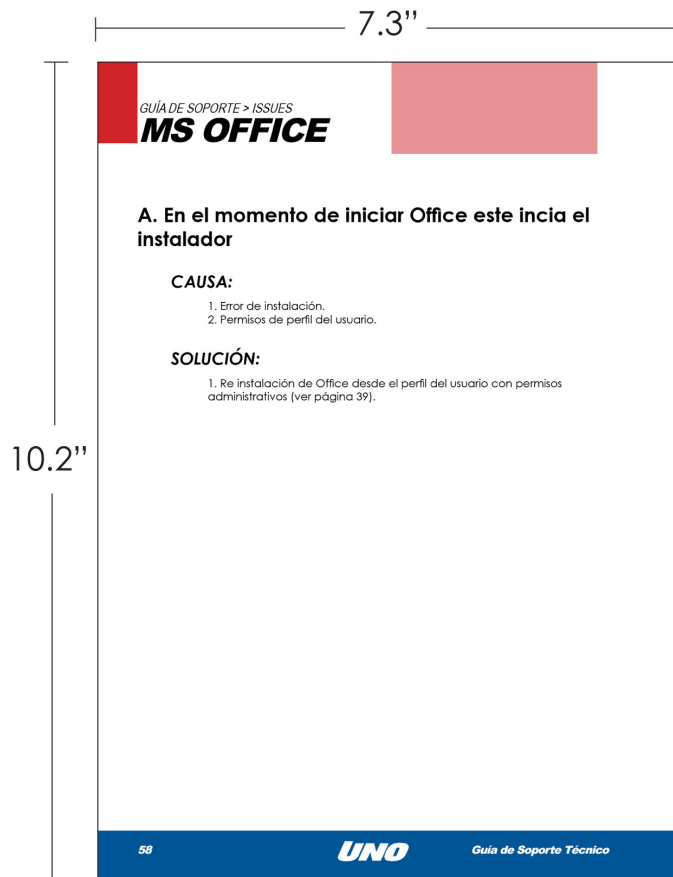 7.3”
GUÍA DE SOPORTE > ISSUES
MS OFFICE
A. En el momento de iniciar Office este incia el
instalador
CAUSA:
1. Error de instalación.
2. Permisos de perfil del usuario.
SOLUCIÓN:
1. Re instalación de Office desde el perfil del usuario con permisos
administrativos (ver página 39).
10.2”
58 UNO Guía de Soporte Técnico